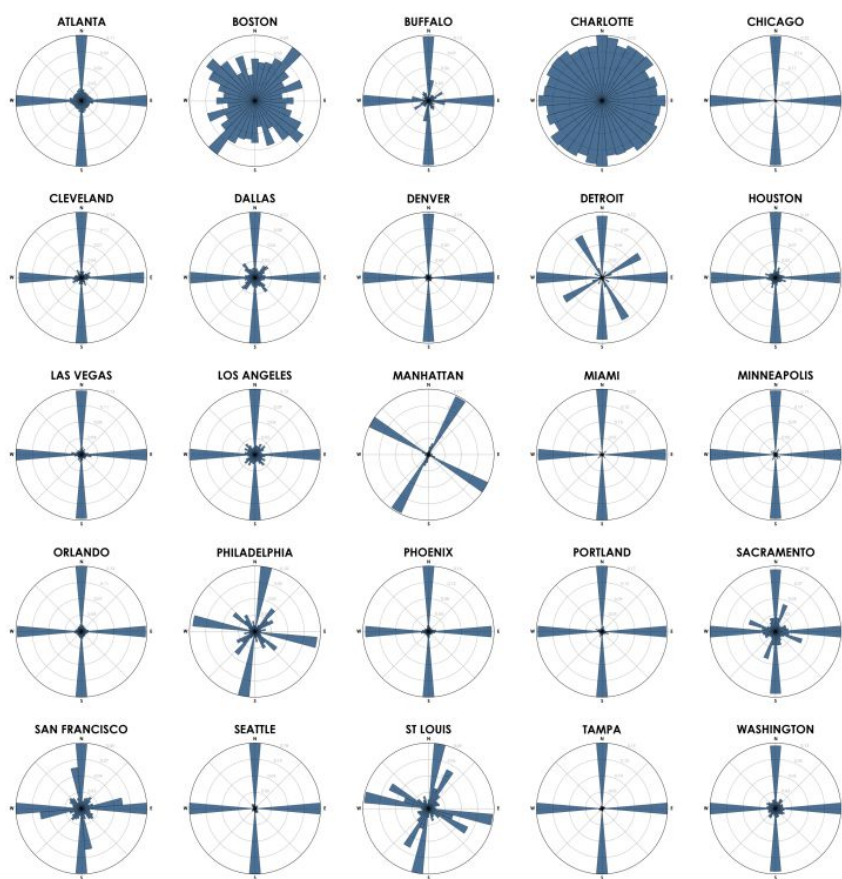 ATLANTA BOSTON BUFFALO CHARLOTTE CHICAGO
N N N N N
W E W E W E W E W E
S S S S S
CLEVELAND DALLAS DENVER DETROIT HOUSTON
N N N N N
W E W E W E W E W E
S S S S S
LAS VEGAS LOS ANGELES MANHATTAN MIAMI MINNEAPOLIS
N N N N N
W E W E W E W E W E
S S S S S
ORLANDO PHILADELPHIA PHOENIX PORTLAND SACRAMENTO
N N N N N
W E W E W E W E W E
S S S S S
SAN FRANCISCO SEATTLE ST LOUIS TAMPA WASHINGTON
N N N N N
W E W E W E W E W E
S S S S S